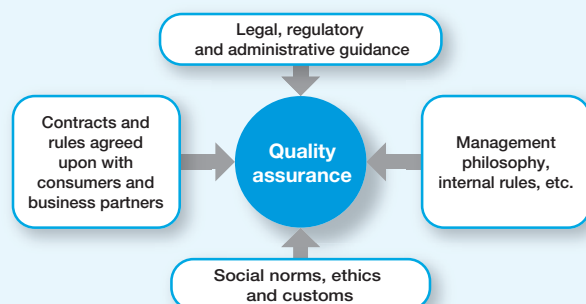 Legal, regulatory
and administrative guidance
Contracts and
rules agreed
upon with
consumers and
business partners
Quality
assurance
Management
philosophy,
internal rules, etc.
Social norms, ethics
and customs